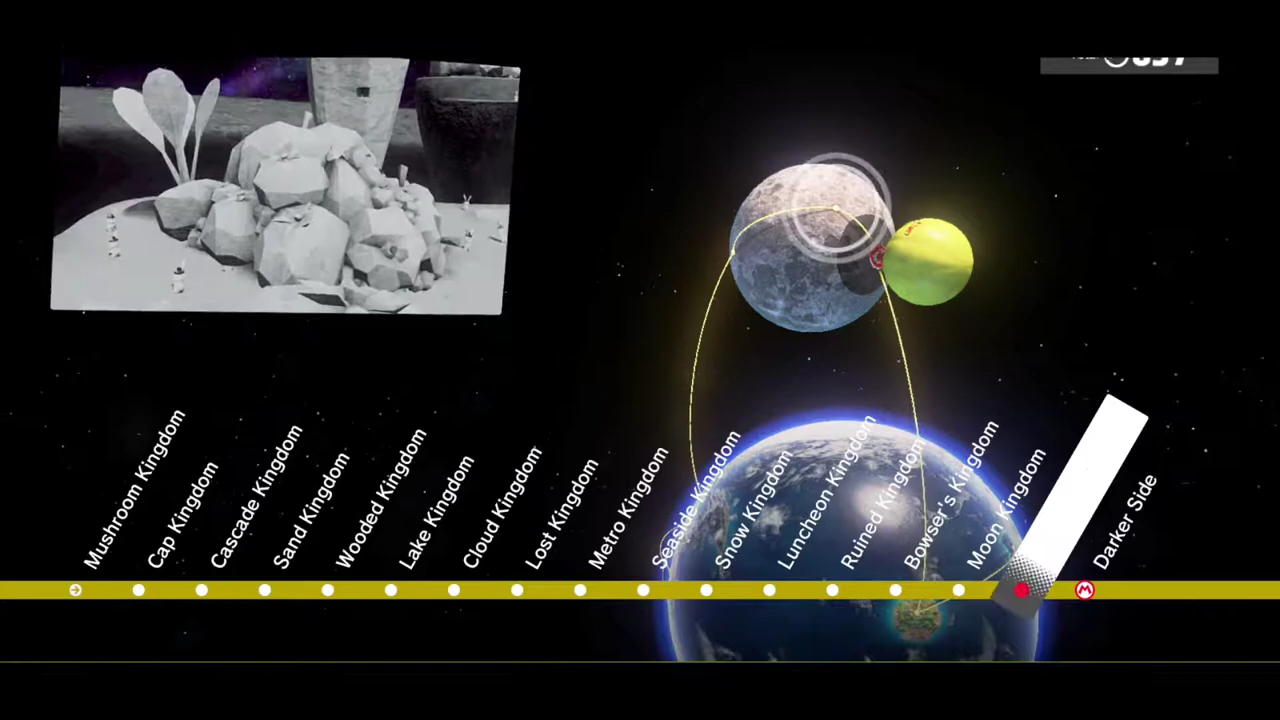 Mushroom Kingdom
Cap Kingdom
Cascade Kingdom
Sand Kingdom
Wooded Kingdom
Lake Kingdom
Cloud Kingdom
Lost Kingdom
Metro Kingdom
Seaside Kingdom
Snow Kingdom
Luncheon Kingdom
Ruined Kingdom
Bowser's Kingdom
Moon Kingdom
Darker Side